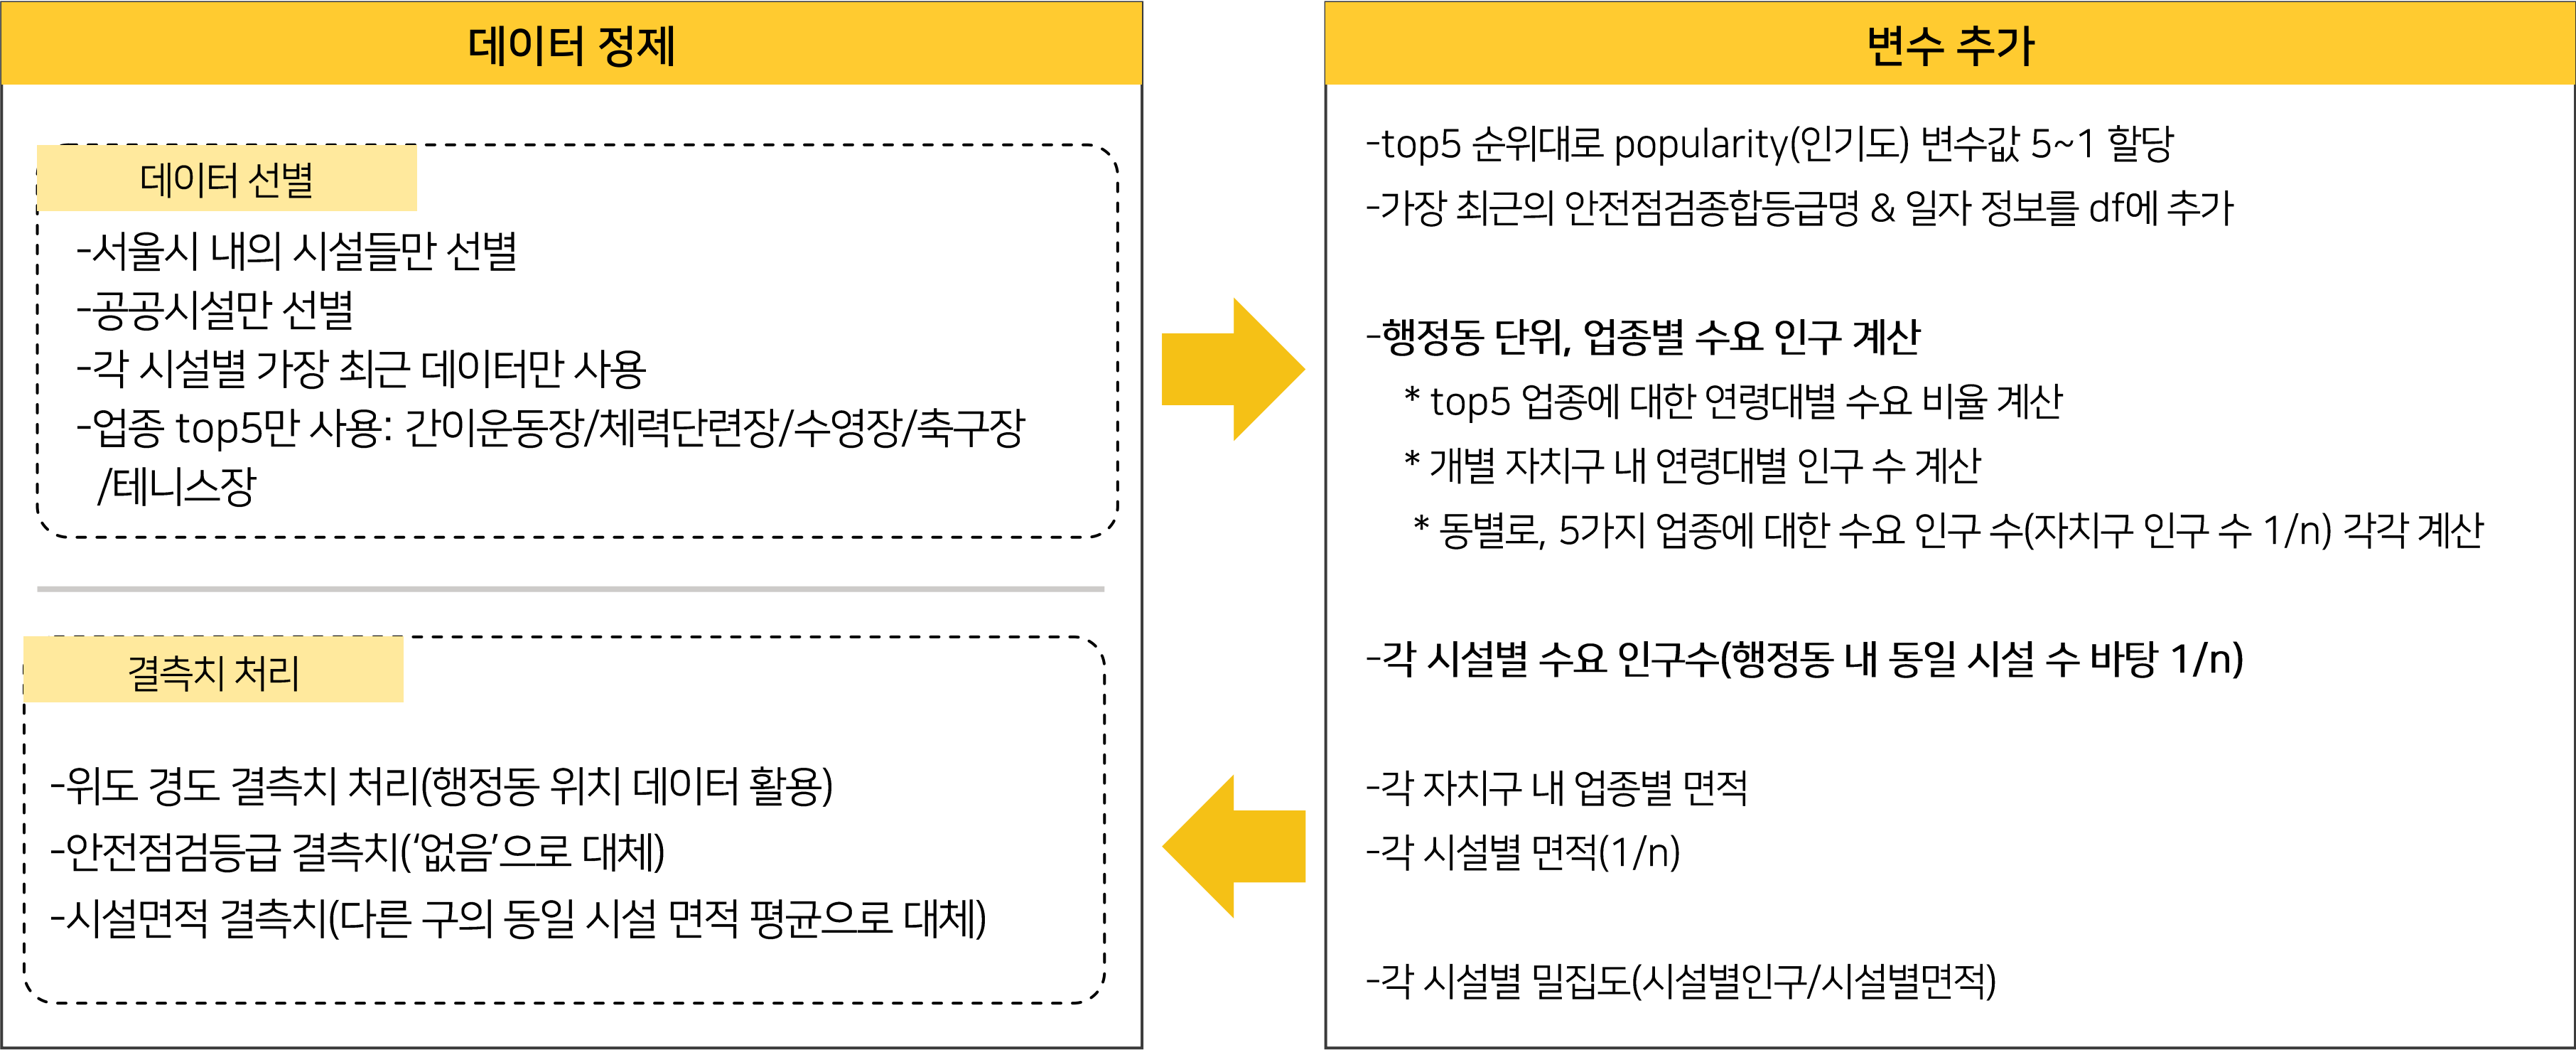 데이터 정제
데이터 선별
-서울시 내의 시설들만 선별
-공공시설만 선별
-각 시설별 가장 최근 데이터만 사용
-업종 top5만 사용: 간이운동장/체력단련장/수영장/축구장
/테니스장
결측치 처리
-위도 경도 결측치 처리(행정동 위치 데이터 활용)
-안전점검등급 결측치(‘없음’으로 대체)
-시설면적 결측치(다른 구의 동일 시설 면적 평균으로 대체)
변수 추가
-top5 순위대로 popularity(인기도) 변수값 5~1 할당
-가장 최근의 안전점검종합등급명 & 일자 정보를 df에 추가
-행정동 단위, 업종별 수요 인구 계산
* top5 업종에 대한 연령대별 수요 비율 계산
* 개별 자치구 내 연령대별 인구 수 계산
* 동별로, 5가지 업종에 대한 수요 인구 수(자치구 인구 수 1/n) 각각 계산
-각 시설별 수요 인구수(행정동 내 동일 시설 수 바탕 1/n)
-각 자치구 내 업종별 면적
-각 시설별 면적(1/n)
-각 시설별 밀집도(시설별인구/시설별면적)